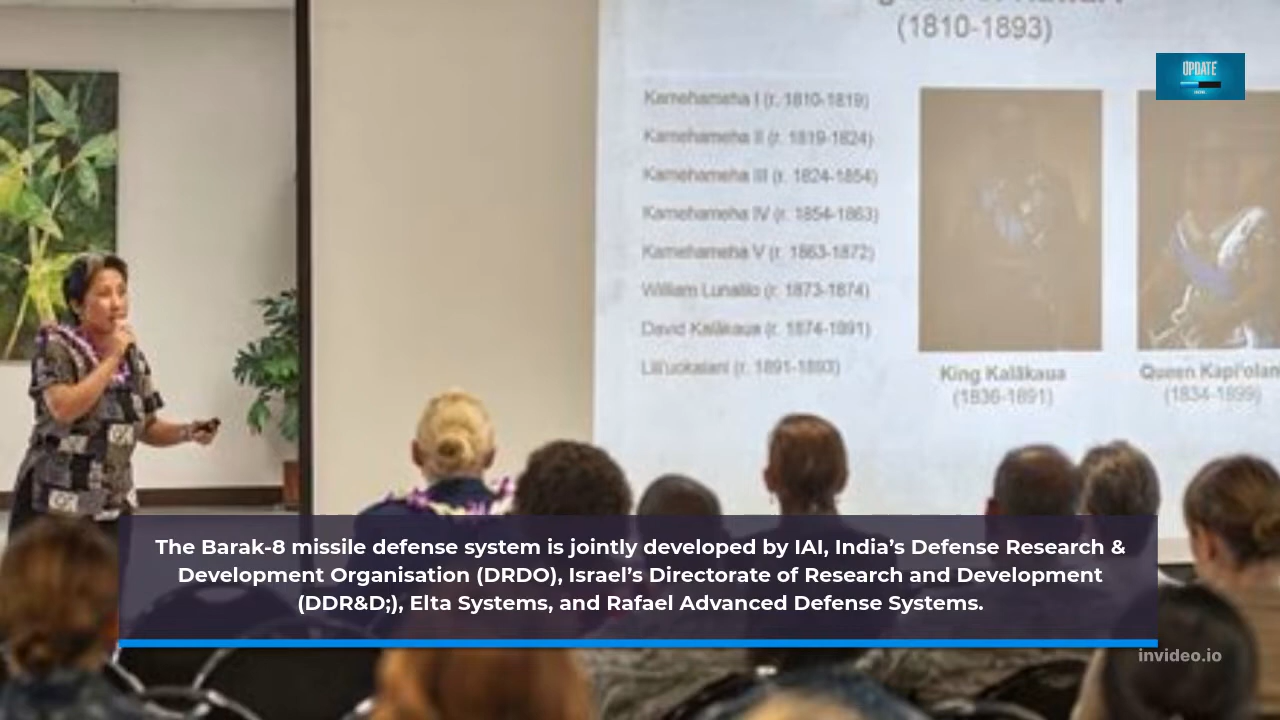 (1810-1893)
UPDATE
Kamehameha I (r. 1810-1819)
Kamehameha II (r. 1819-1824)
Kamehameha III (r. 1824-1854)
Kamehameha IV (r. 1854-1863)
Kamehameha V (r. 1863-1872)
William Lunalilo (r. 1873-1874)
David Kalākaua (r. 1874-1891)
Lili'uokalani (r. 1891-1893)
King Kalākaua
(1836-1891)
Queen Kapi'olan
(1834-1899)
The Barak-8 missile defense system is jointly developed by IAI, India’s Defense Research &
Development Organisation (DRDO), Israel’s Directorate of Research and Development
(DDR&D;), Elta Systems, and Rafael Advanced Defense Systems.
invideo.io